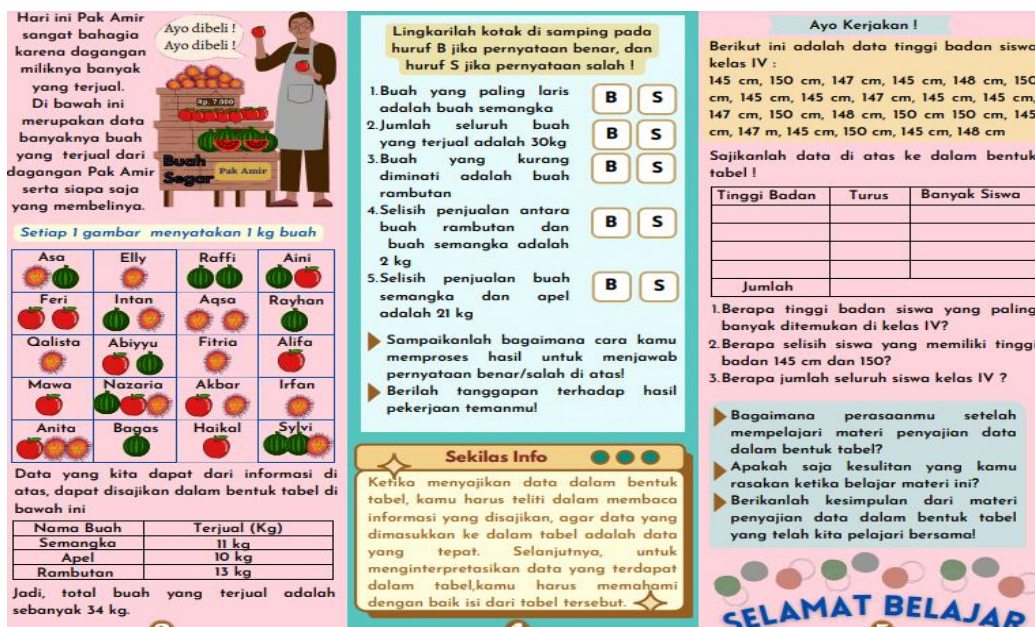 Hari ini Pak Amir
sangat bahagia
karena dagangan
miliknya banyak
yang terjual.
Di bawah ini
merupakan data
banyaknya buah
yang terjual dari
dagangan Pak Amir
serta siapa saja
yang membelinya.
Ayo dibeli !
Ayo dibeli !
Rp. 7.000
Buah
Segar
Pak Amir
Setiap 1 gambar menyatakan 1 kg buah
Asa Elly Raffi Aini
Feri Intan Aqsa Rayhan
Qalista Abiyyu Fitria Alifa
Mawa Nazaria Akbar Irfan
Anita Bagas Haikal Sylvi
Data yang kita dapat dari informasi di
atas, dapat disajikan dalam bentuk tabel di
bawah ini
Nama Buah Terjual (Kg)
Semangka 11 kg
Apel 10 kg
Rambutan 13 kg
Jadi, total buah yang terjual adalah
sebanyak 34 kg.
Lingkarilah kotak di samping pada
huruf B jika pernyataan benar, dan
huruf S jika pernyataan salah !
1.Buah yang paling laris
adalah buah semangka
B S
2.Jumlah seluruh buah
yang terjual adalah 30kg
B S
3.Buah yang kurang
diminati adalah buah
rambutan
B S
4.Selisih penjualan antara
buah rambutan dan
buah semangka adalah
2 kg
B S
5.Selisih penjualan buah
semangka dan apel
adalah 21 kg
B S
Sampaikanlah bagaimana cara kamu
memproses hasil untuk menjawab
pernyataan benar/salah di atas!
Berilah tanggapan terhadap hasil
pekerjaan temanmu!
Sekilas Info
Ketika menyajikan data dalam bentuk
tabel, kamu harus teliti dalam membaca
informasi yang disajikan, agar data yang
dimasukkan ke dalam tabel adalah data
yang tepat. Selanjutnya, untuk
menginterpretasikan data yang terdapat
dalam tabel,kamu harus memahami
dengan baik isi dari tabel tersebut.
Ayo Kerjakan !
Berikut ini adalah data tinggi badan siswa
kelas IV :
145 cm, 150 cm, 147 cm, 145 cm, 148 cm, 150
cm, 145 cm, 145 cm, 147 cm, 145 cm, 145 cm,
147 cm, 150 cm, 148 cm, 150 cm 150 cm, 145
cm, 147 m, 145 cm, 150 cm, 145 cm, 148 cm
Sajikanlah data di atas ke dalam bentuk
tabel !
Tinggi Badan Turus Banyak Siswa
Jumlah
1.Berapa tinggi badan siswa yang paling
banyak ditemukan di kelas IV?
2.Berapa selisih siswa yang memiliki tinggi
badan 145 cm dan 150?
3.Berapa jumlah seluruh siswa kelas IV ?
Bagaimana perasaanmu setelah
mempelajari materi penyajian data
dalam bentuk tabel?
Apakah saja kesulitan yang kamu
rasakan ketika belajar materi ini?
Berikanlah kesimpulan dari materi
penyajian data dalam bentuk tabel
yang telah kita pelajari bersama!
SELAMAT BELAJAR